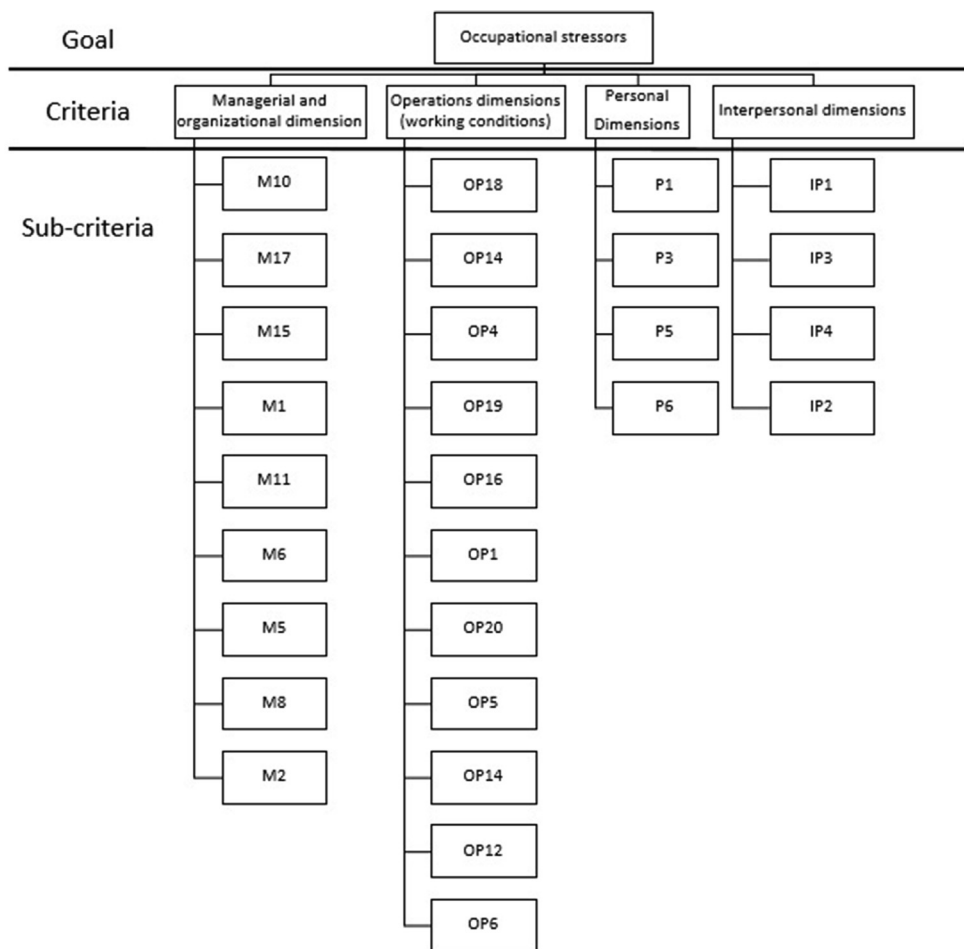 Goal
Occupational stressors
Criteria
Managerial and
organizational dimension
Operations dimensions
(working conditions)
Personal
Dimensions
Interpersonal dimensions
Sub-criteria
M10
OP18
P1
IP1
M17
OP14
P3
IP3
M15
OP4
P5
IP4
M1
OP19
P6
IP2
M11
OP16
M6
OP1
M5
OP20
M8
OP5
M2
OP14
OP12
OP6